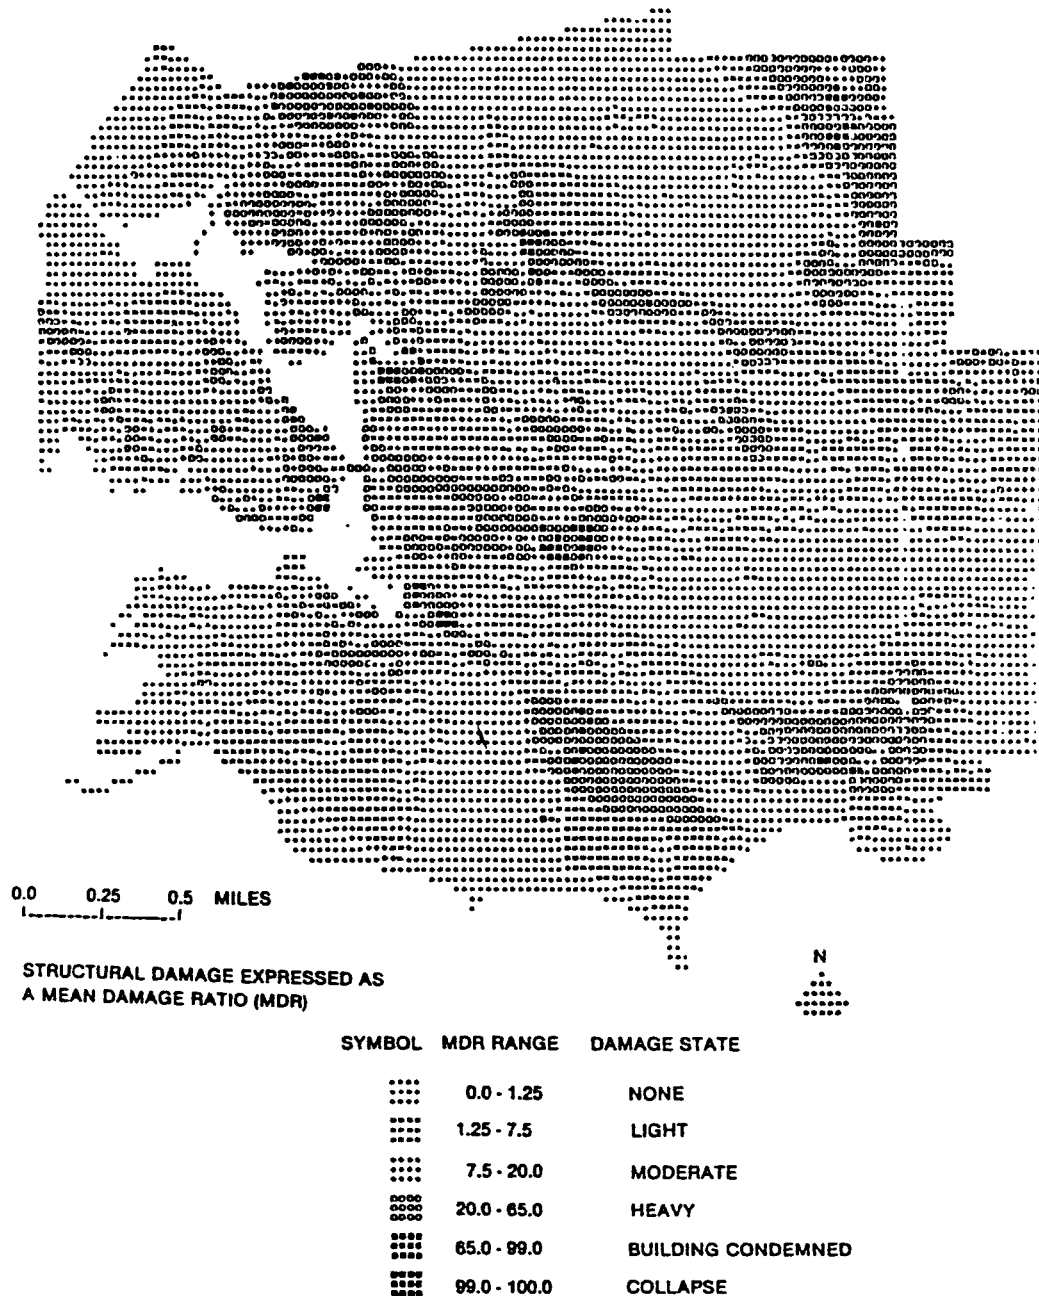 0.0 0.25 0.5 MILES
STRUCTURAL DAMAGE EXPRESSED AS
A MEAN DAMAGE RATIO (MDR)
N
SYMBOL MDR RANGE DAMAGE STATE
0.0 - 1.25 NONE
1.25 - 7.5 LIGHT
7.5 - 20.0 MODERATE
20.0 - 65.0 HEAVY
65.0 - 99.0 BUILDING CONDEMNED
99.0 - 100.0 COLLAPSE